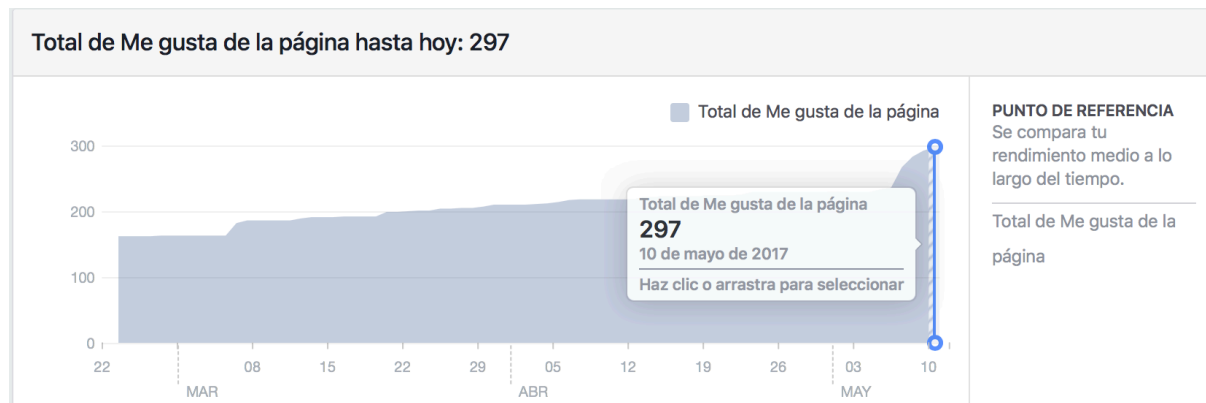 Total de Me gusta de la página hasta hoy: 297
Total de Me gusta de la página
PUNTO DE REFERENCIA
Se compara tu
rendimiento medio a lo
largo del tiempo.
Total de Me gusta de la
página
300
200
100
0
Total de Me gusta de la página
297
10 de mayo de 2017
Haz clic o arrastra para seleccionar
22 08 15 22 29 05 12 19 26 03 10
MAR ABR MAY